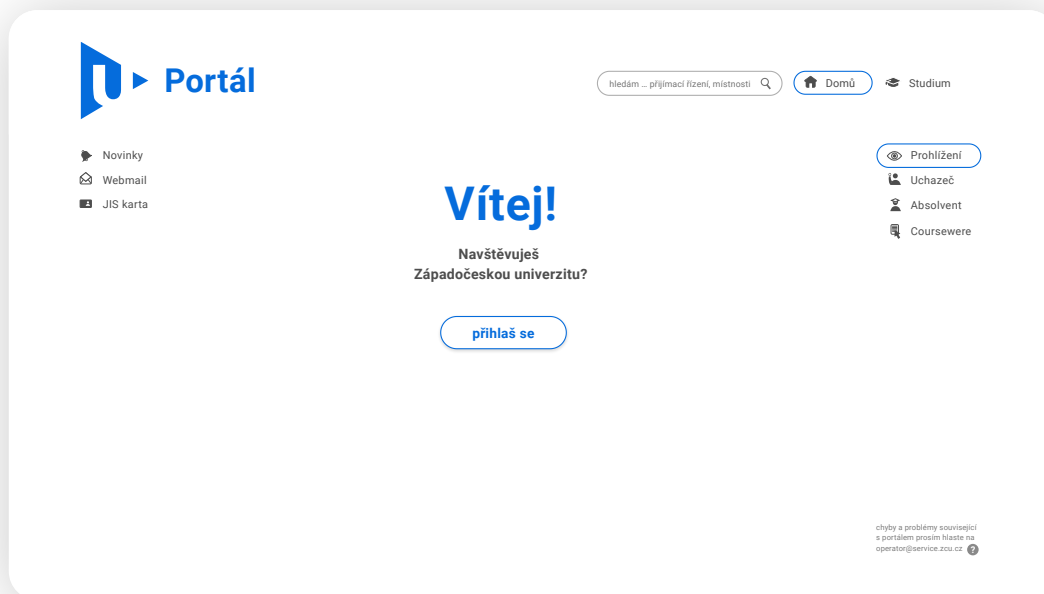 Portál
hledám ... přijímací řízení, místnosti
Domů
Studium
Novinky
Webmail
JIS karta
Vítej!
Navštěvuješ
Západočeskou univerzitu?
přihlaš se
Prohlížení
Uchazeč
Absolvent
Coursewere
chyby a problémy související
s portálem prosím hlaste na
operator@service.zcu.cz ?